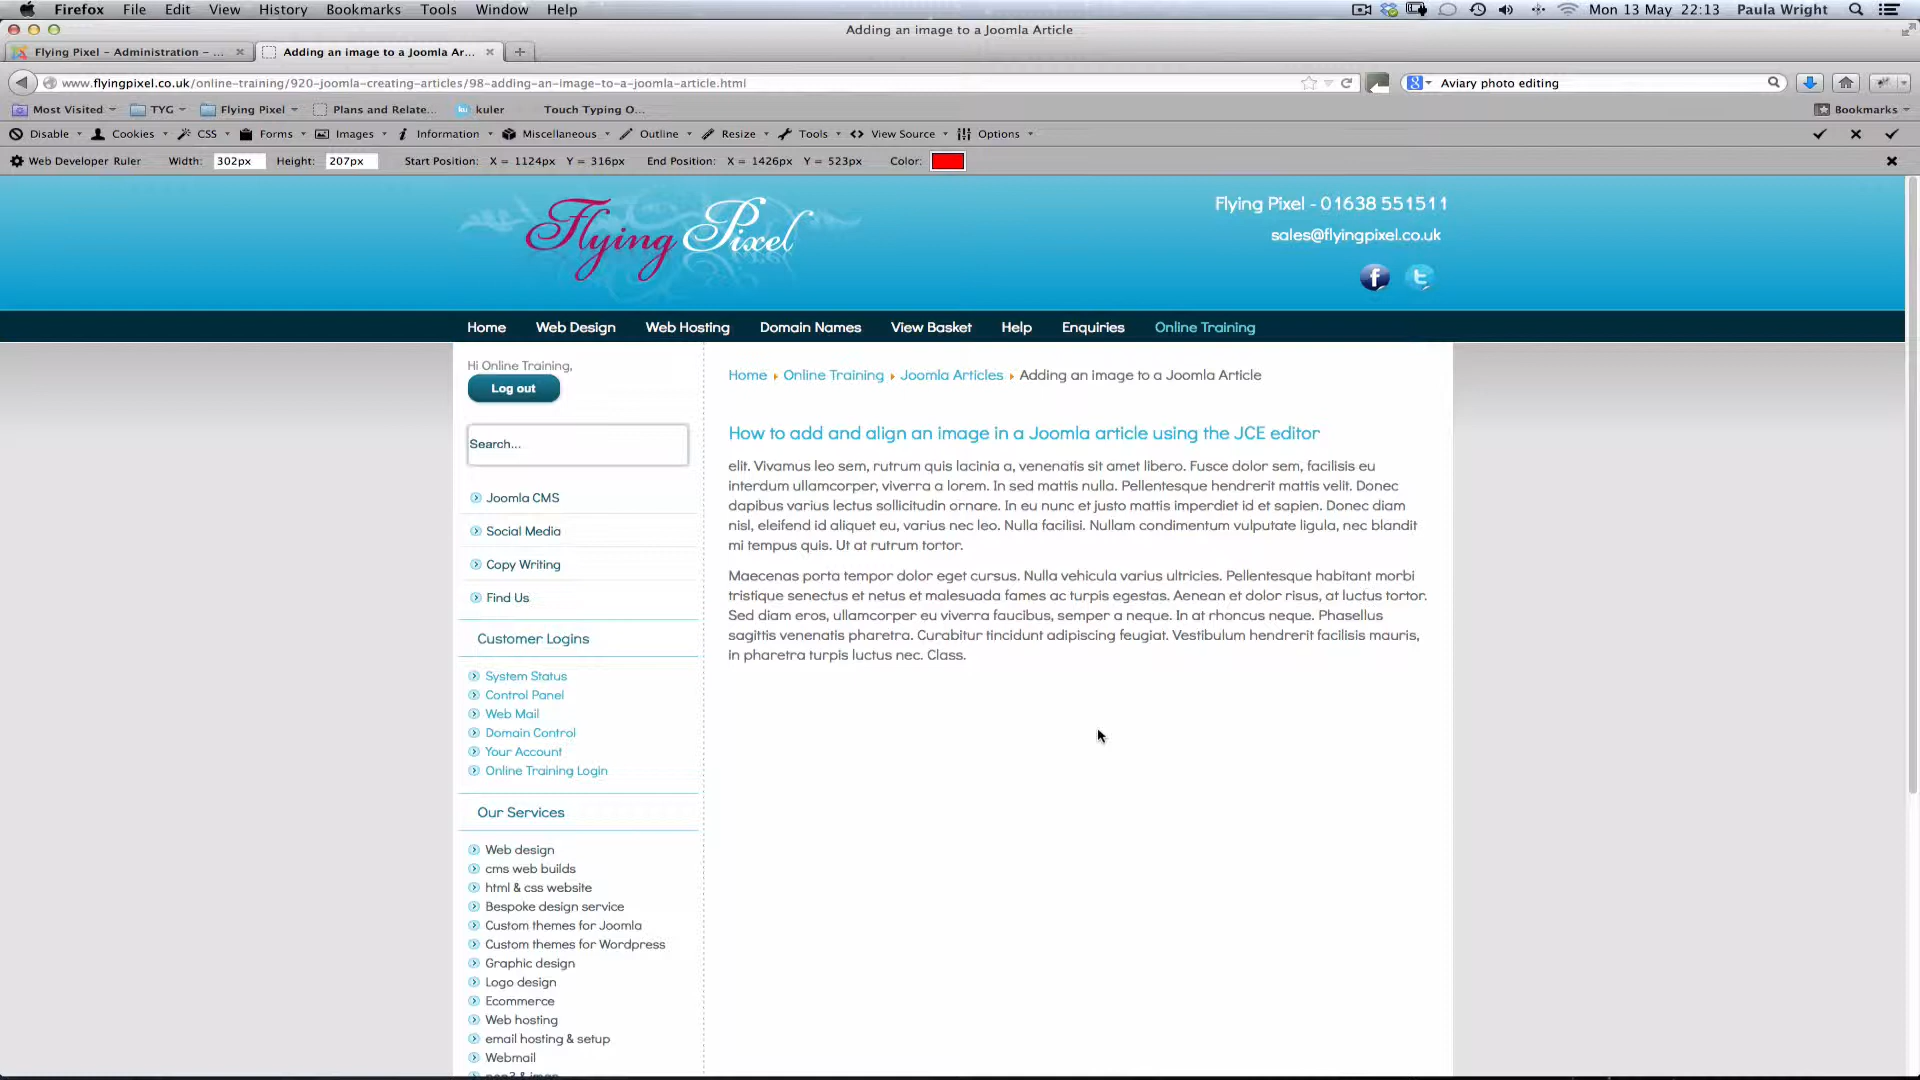 Firefox File Edit View History Bookmarks Tools Window Help Mon 13 May 22:13 Paula Wright
Adding an image to a Joomla Article
Flying Pixel – Administration – ... Adding an image to a Joomla Ar...
www.flyingpixel.co.uk/online-training/920-joomla-creating-articles/98-adding-an-image-to-a-joomla-article.html Aviary photo editing
Most Visited TYG Flying Pixel Plans and Relate... ku kuler Touch Typing O... Bookmarks
Disable Cookies CSS Forms Images Information Miscellaneous Outline Resize Tools View Source Options
Web Developer Ruler Width: 302px Height: 207px Start Position: X = 1124px Y = 316px End Position: X = 1426px Y = 523px Color:
Flying Pixel
Flying Pixel - 01638 551511
sales@flyingpixel.co.uk
Home Web Design Web Hosting Domain Names View Basket Help Enquiries Online Training
Hi Online Training,
Log out
Search...
Joomla CMS
Social Media
Copy Writing
Find Us
Customer Logins
System Status
Control Panel
Web Mail
Domain Control
Your Account
Online Training Login
Our Services
Web design
cms web builds
html & css website
Bespoke design service
Custom themes for Joomla
Custom themes for Wordpress
Graphic design
Logo design
Ecommerce
Web hosting
email hosting & setup
Webmail
Home Online Training Joomla Articles Adding an image to a Joomla Article
How to add and align an image in a Joomla article using the JCE editor
elit. Vivamus leo sem, rutrum quis lacinia a, venenatis sit amet libero. Fusce dolor sem, facilisis eu
interdum ullamcorper, viverra a lorem. In sed mattis nulla. Pellentesque hendrerit mattis velit. Donec
dapibus varius lectus sollicitudin ornare. In eu nunc et justo mattis imperdiet id et sapien. Donec diam
nisl, eleifend id aliquet eu, varius nec leo. Nulla facilisi. Nullam condimentum vulputate ligula, nec blandit
mi tempus quis. Ut at rutrum tortor.
Maecenas porta tempor dolor eget cursus. Nulla vehicula varius ultricies. Pellentesque habitant morbi
tristique senectus et netus et malesuada fames ac turpis egestas. Aenean et dolor risus, at luctus tortor.
Sed diam eros, ullamcorper eu viverra faucibus, semper a neque. In at rhoncus neque. Phasellus
sagittis venenatis pharetra. Curabitur tincidunt adipiscing feugiat. Vestibulum hendrerit facilisis mauris,
in pharetra turpis luctus nec. Class.